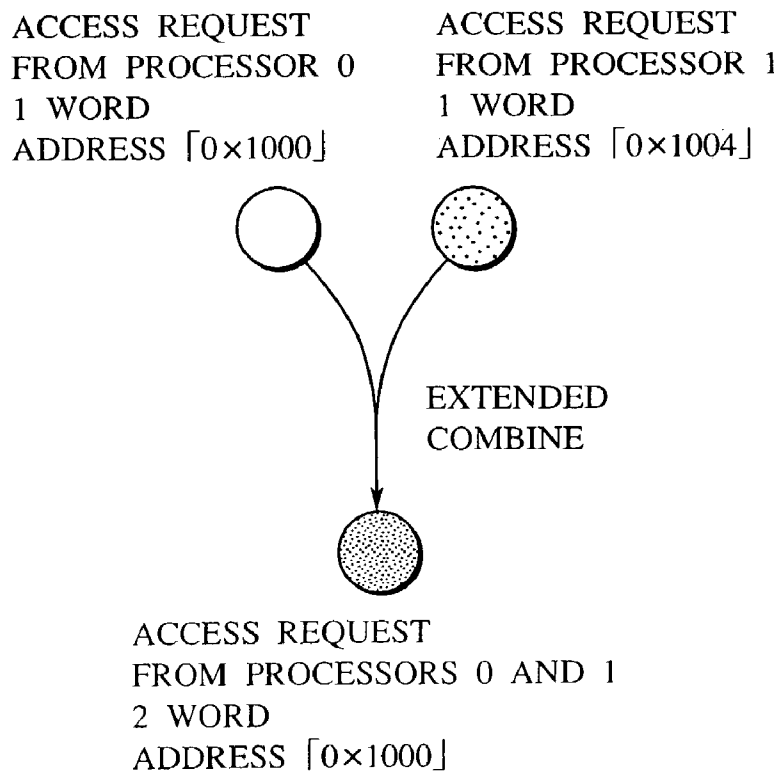 ACCESS REQUEST
FROM PROCESSOR 0
1 WORD
ADDRESS ｢0×1000｣
ACCESS REQUEST
FROM PROCESSOR 1
1 WORD
ADDRESS ｢0×1004｣
EXTENDED
COMBINE
ACCESS REQUEST
FROM PROCESSORS 0 AND 1
2 WORD
ADDRESS ｢0×1000｣